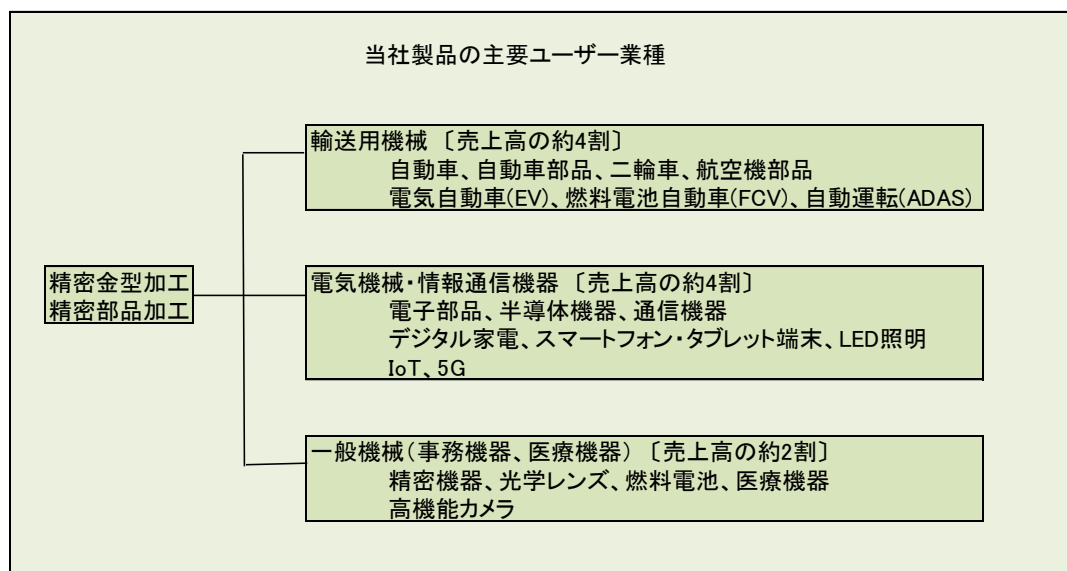 当社製品の主要ユーザー業種
輸送用機械 〔売上高の約4割〕
自動車、自動車部品、二輪車、航空機部品
電気自動車(EV)、燃料電池自動車(FCV)、自動運転(ADAS)
精密金型加工
精密部品加工
電気機械・情報通信機器 〔売上高の約4割〕
電子部品、半導体機器、通信機器
デジタル家電、スマートフォン・タブレット端末、LED照明
IoT、5G
一般機械(事務機器、医療機器) 〔売上高の約2割〕
精密機器、光学レンズ、燃料電池、医療機器
高機能カメラ